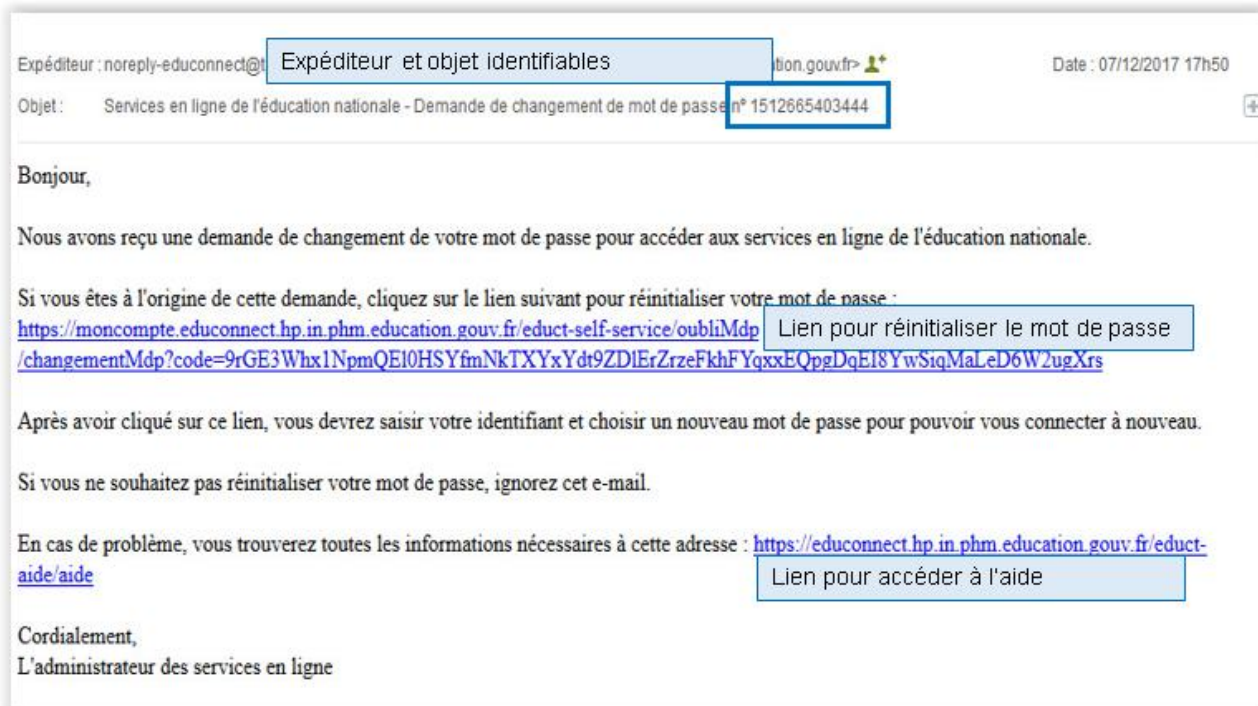 Expéditeur : noreply-educonnect@t Expéditeur et objet identifiables tion.gouv.fr> Date : 07/12/2017 17h50
Objet : Services en ligne de l'éducation nationale - Demande de changement de mot de passe n° 1512665403444
Bonjour,
Nous avons reçu une demande de changement de votre mot de passe pour accéder aux services en ligne de l'éducation nationale.
Si vous êtes à l'origine de cette demande, cliquez sur le lien suivant pour réinitialiser votre mot de passe :
https://moncompte.educonnect.hp.in.phm.education.gouv.fr/educt-self-service/oubliMdp Lien pour réinitialiser le mot de passe
/changementMdp?code=9rGE3Whx1NpmQEl0HSYfmNkTXYxYdt9ZDlErZrzeFkhFYqxxEQpgDqEI8YwSiqMaLeD6W2ugXrs
Après avoir cliqué sur ce lien, vous devrez saisir votre identifiant et choisir un nouveau mot de passe pour pouvoir vous connecter à nouveau.
Si vous ne souhaitez pas réinitialiser votre mot de passe, ignorez cet e-mail.
En cas de problème, vous trouverez toutes les informations nécessaires à cette adresse : https://educonnect.hp.in.phm.education.gouv.fr/educt-
aide/aide Lien pour accéder à l'aide
Cordialement,
L'administrateur des services en ligne